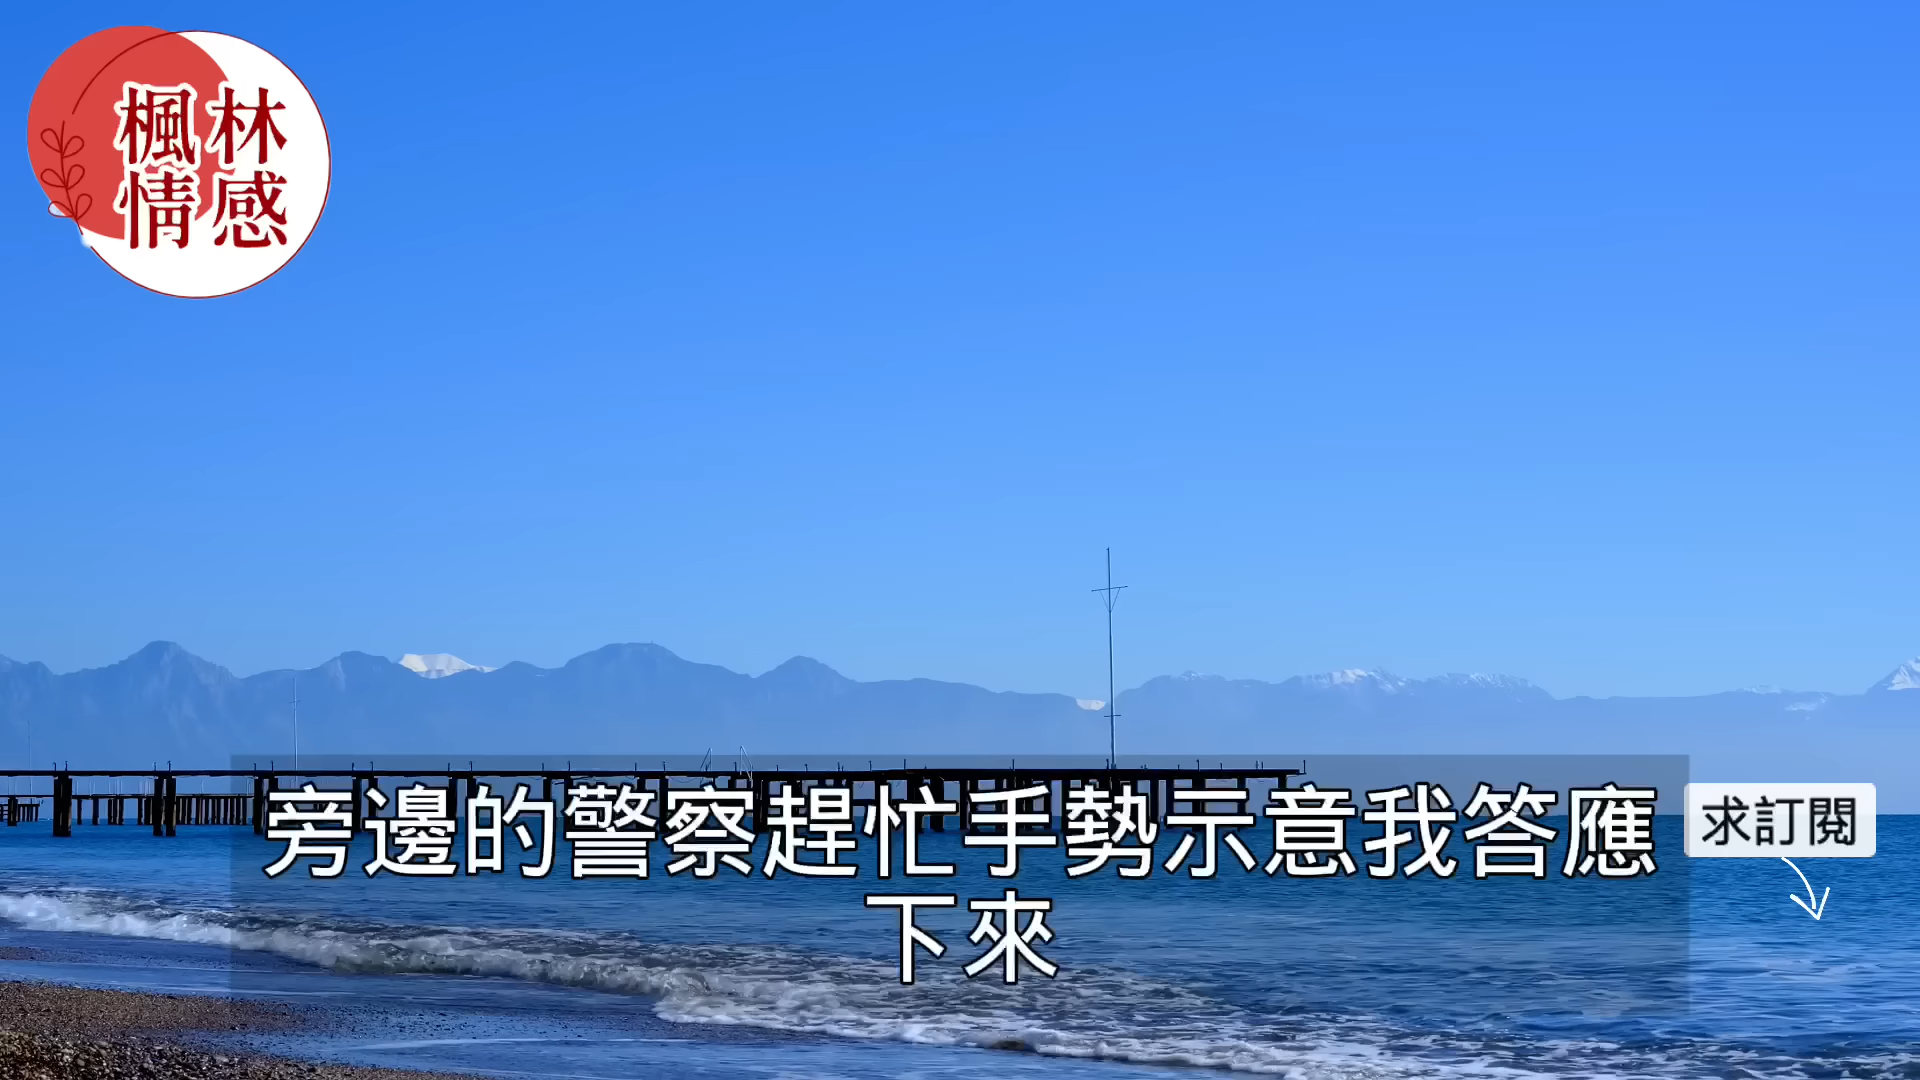 楓林
情感
旁邊的警察趕忙手勢示意我答應
下來
求訂閱